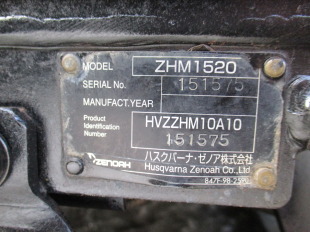 MODEL ZHM1520
SERIAL No. 151575
MANUFACT.YEAR
Product Identification Number HVZZHM10A10
151575
ZENOAH ハスクバーナ・ゼノア株式会社
Husqvarna Zenoah Co.,Ltd